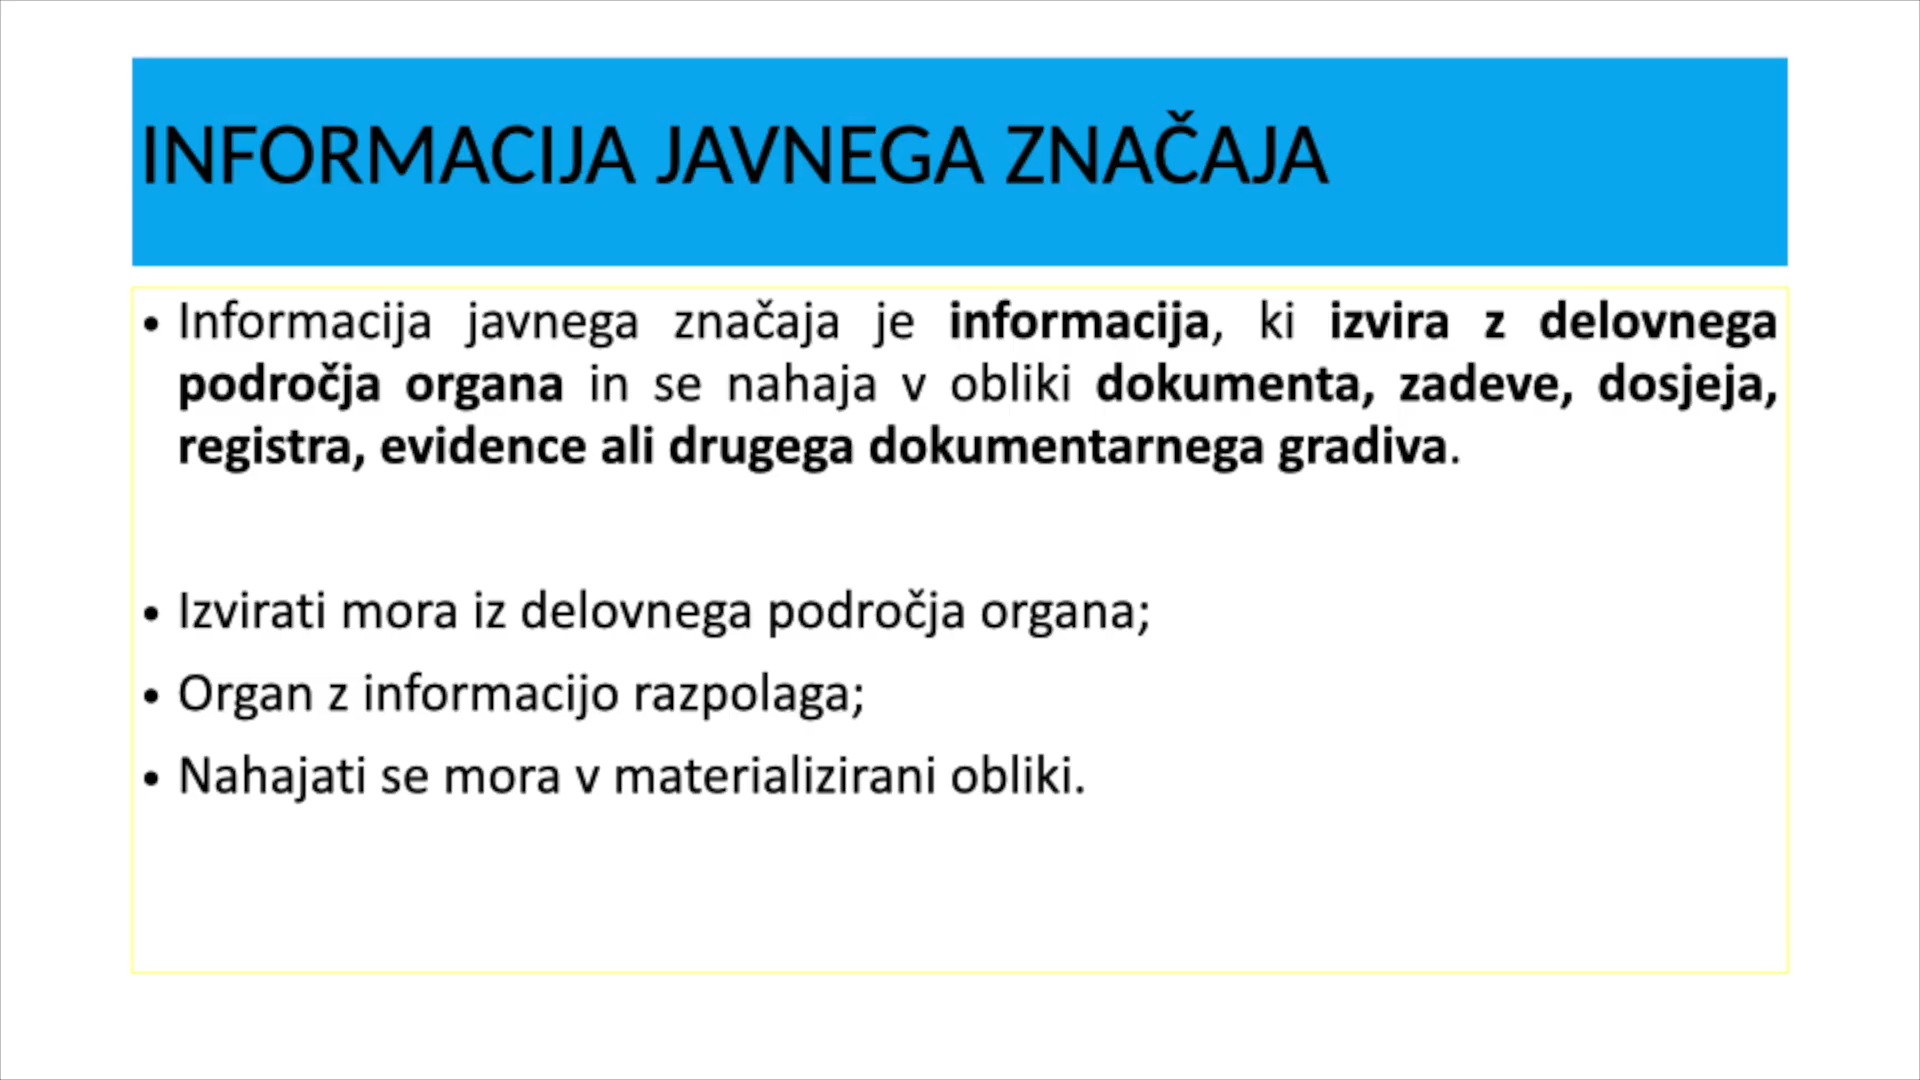 INFORMACIJA JAVNEGA ZNAČAJA
• Informacija javnega značaja je informacija, ki izvira z delovnega
področja organa in se nahaja v obliki dokumenta, zadeve, dosjeja,
registra, evidence ali drugega dokumentarnega gradiva.
• Izvirati mora iz delovnega področja organa;
• Organ z informacijo razpolaga;
• Nahajati se mora v materializirani obliki.